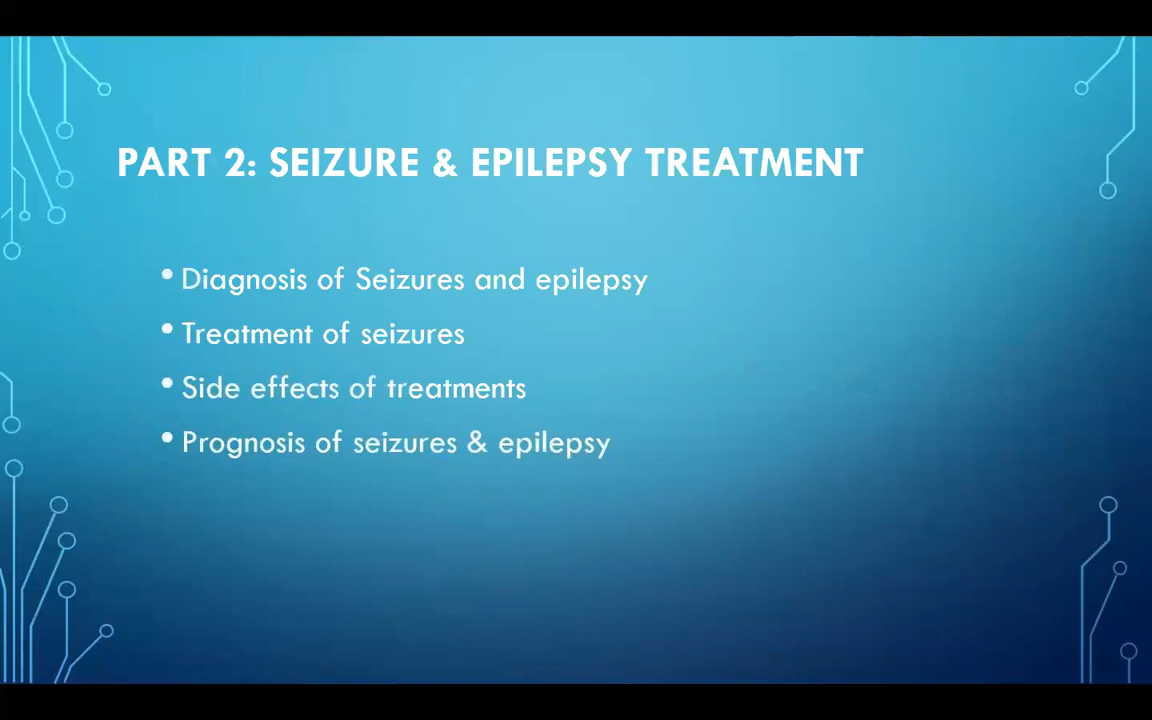 PART 2: SEIZURE & EPILEPSY TREATMENT
• Diagnosis of Seizures and epilepsy
• Treatment of seizures
• Side effects of treatments
• Prognosis of seizures & epilepsy